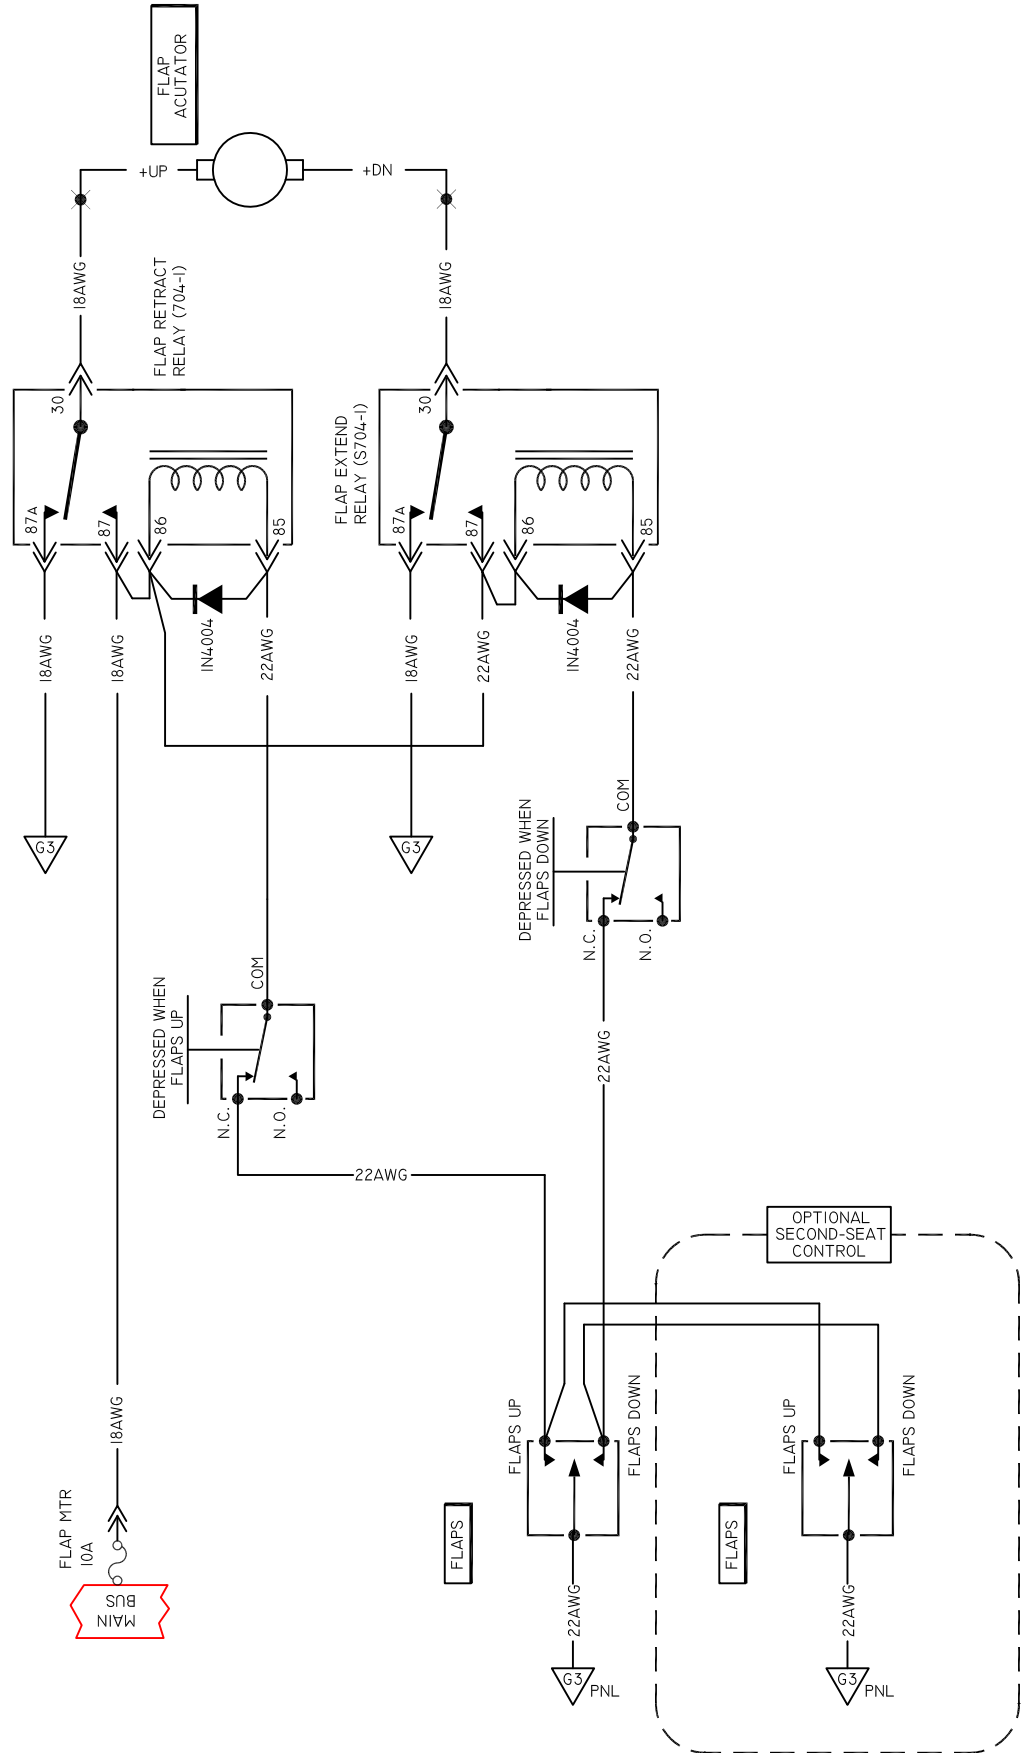 FLAP
ACUTATOR
+UP
+DN
18AWG
18AWG
FLAP RETRACT
RELAY (704-1)
FLAP EXTEND
RELAY (S704-1)
30
87A
87
86
85
30
87A
87
86
85
1N4004
1N4004
18AWG
18AWG
22AWG
18AWG
22AWG
22AWG
G3
G3
COM
DEPRESSED WHEN
FLAPS DOWN
N.C.
N.O.
COM
DEPRESSED WHEN
FLAPS UP
N.C.
N.O.
22AWG
22AWG
OPTIONAL
SECOND-SEAT
CONTROL
18AWG
FLAP MTR
10A
MAIN
BUS
FLAPS UP
FLAPS DOWN
FLAPS
22AWG
G3
PNL
FLAPS UP
FLAPS DOWN
FLAPS
22AWG
G3
PNL